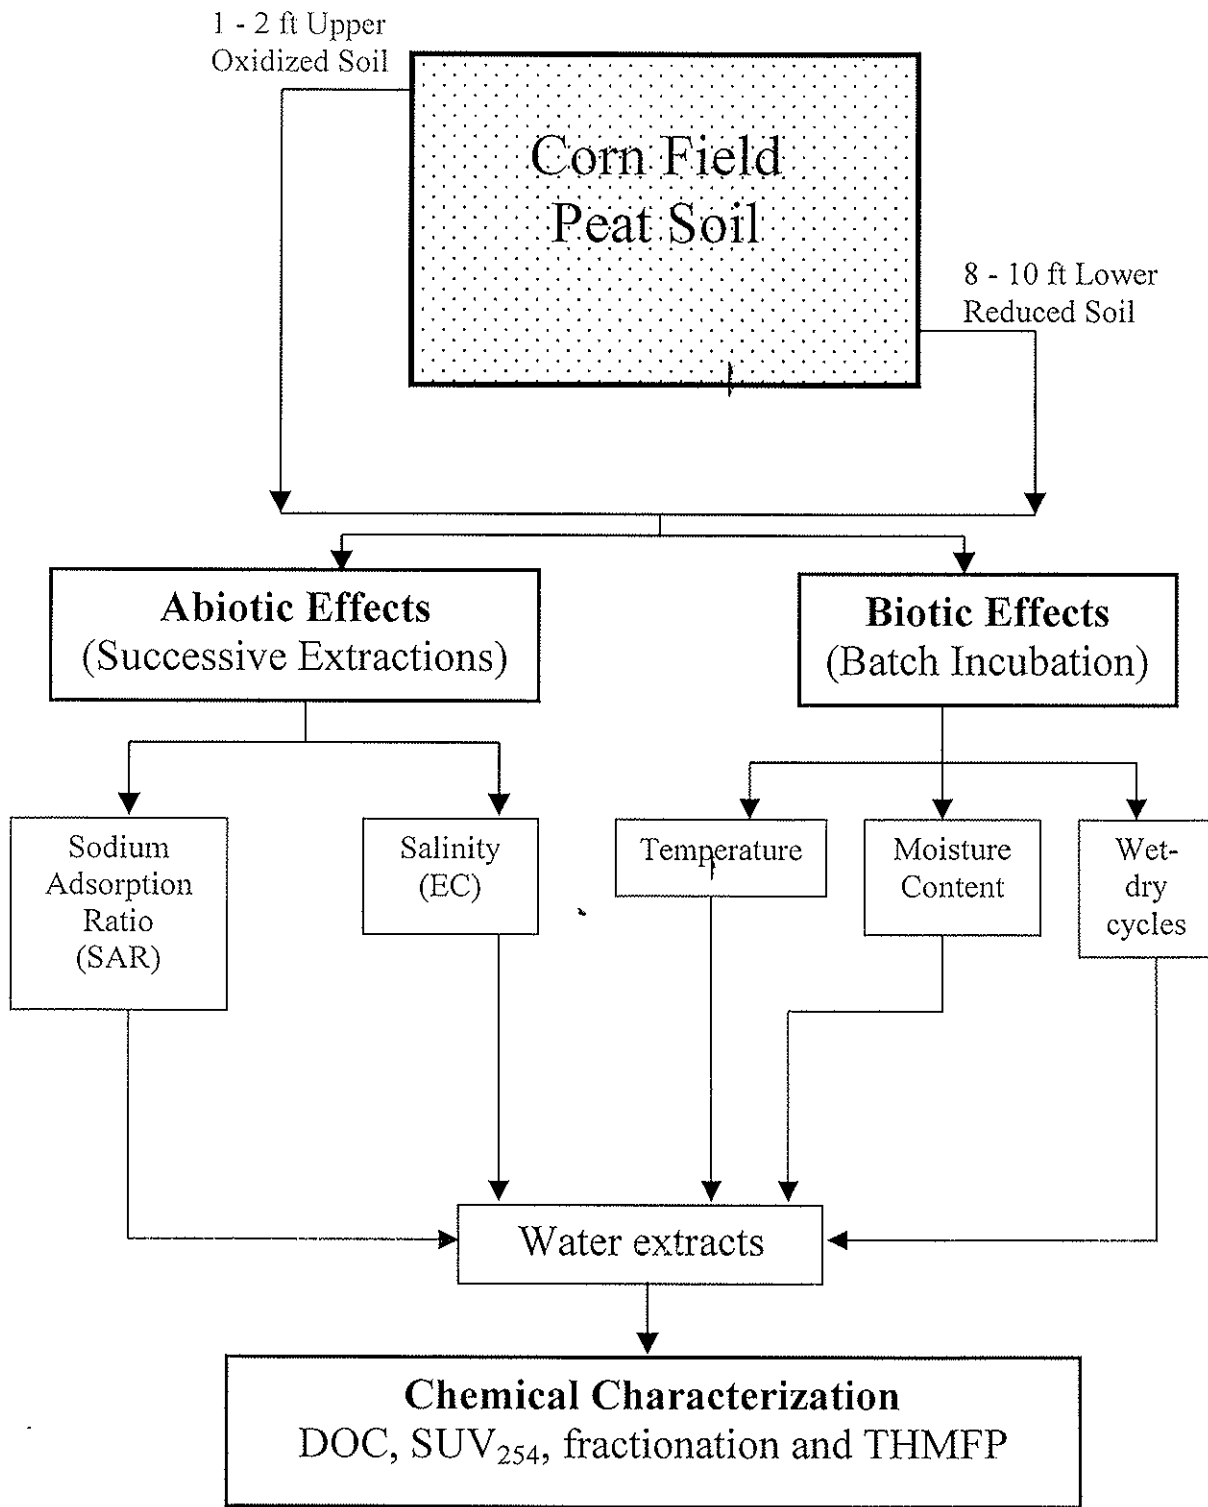 1 - 2 ft Upper
Oxidized Soil
Corn Field
Peat Soil
8 - 10 ft Lower
Reduced Soil
Abiotic Effects
(Successive Extractions)
Biotic Effects
(Batch Incubation)
Sodium
Adsorption
Ratio
(SAR)
Salinity
(EC)
Temperature
Moisture
Content
Wet-
dry
cycles
Water extracts
Chemical Characterization
DOC, SUV₂₅₄, fractionation and THMFP